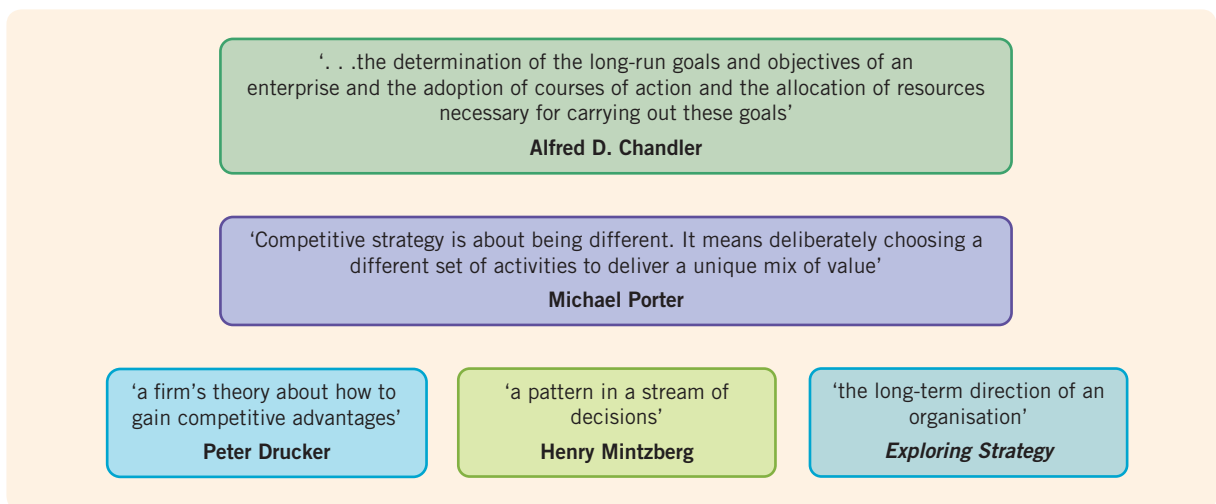 ‘. . .the determination of the long-run goals and objectives of an
enterprise and the adoption of courses of action and the allocation of resources
necessary for carrying out these goals’
Alfred D. Chandler
‘Competitive strategy is about being different. It means deliberately choosing a
different set of activities to deliver a unique mix of value’
Michael Porter
‘a firm’s theory about how to
gain competitive advantages’
Peter Drucker
‘a pattern in a stream of
decisions’
Henry Mintzberg
‘the long-term direction of an
organisation’
Exploring Strategy